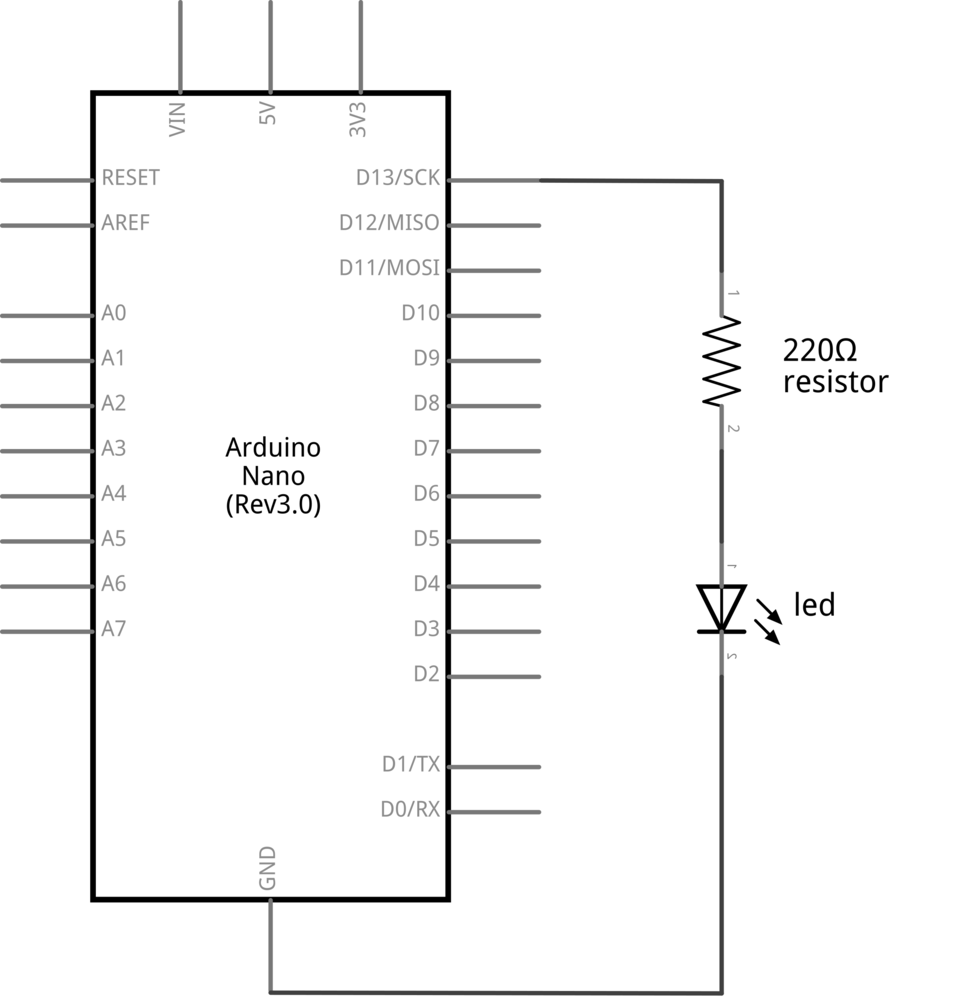 VIN
5V
3V3
RESET
D13/SCK
AREF
D12/MISO
D11/MOSI
A0
D10
1
A1
D9
220Ω
resistor
A2
D8
A3
D7
2
Arduino
Nano
(Rev3.0)
A4
D6
A5
D5
1
A6
D4
led
A7
D3
2
D2
D1/TX
D0/RX
GND